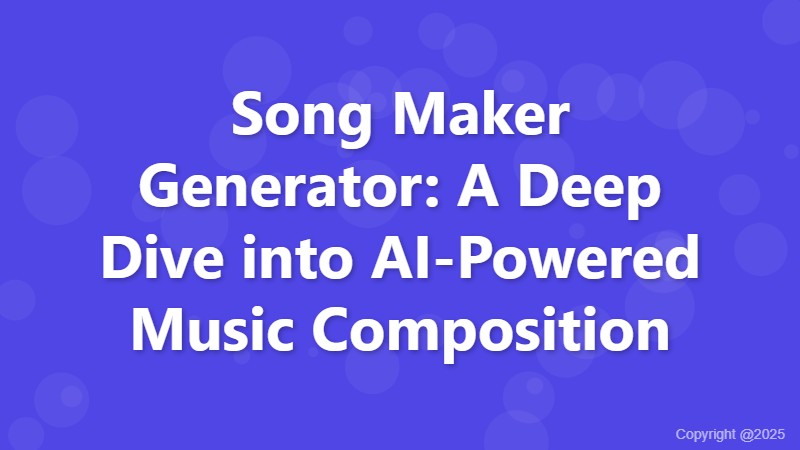 Song Maker
Generator: A Deep
Dive into AI-Powered
Music Composition
Copyright @2025